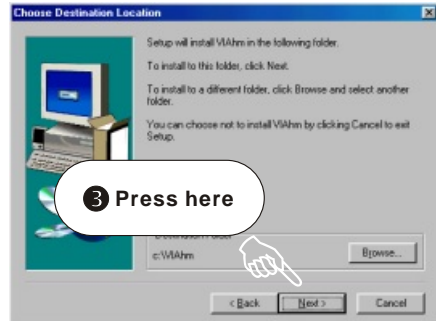 Choose Destination Location
Setup will install VIAhm in the following folder.
To install to this folder, click Next.
To install to a different folder, click Browse and select another
folder.
You can choose not to install VIAhm by clicking Cancel to exit
Setup.
❸ Press here
Destination Folder
c:\VIAhm
Browse...
< Back
Next >
Cancel